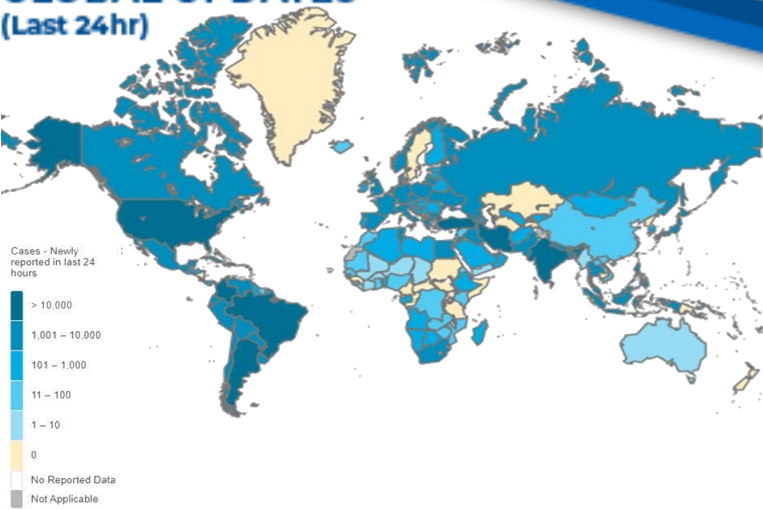 (Last 24hr)
Cases - Newly
reported in last 24
hours
> 10,000
1,001 – 10,000
101 – 1,000
11 – 100
1 – 10
0
No Reported Data
Not Applicable